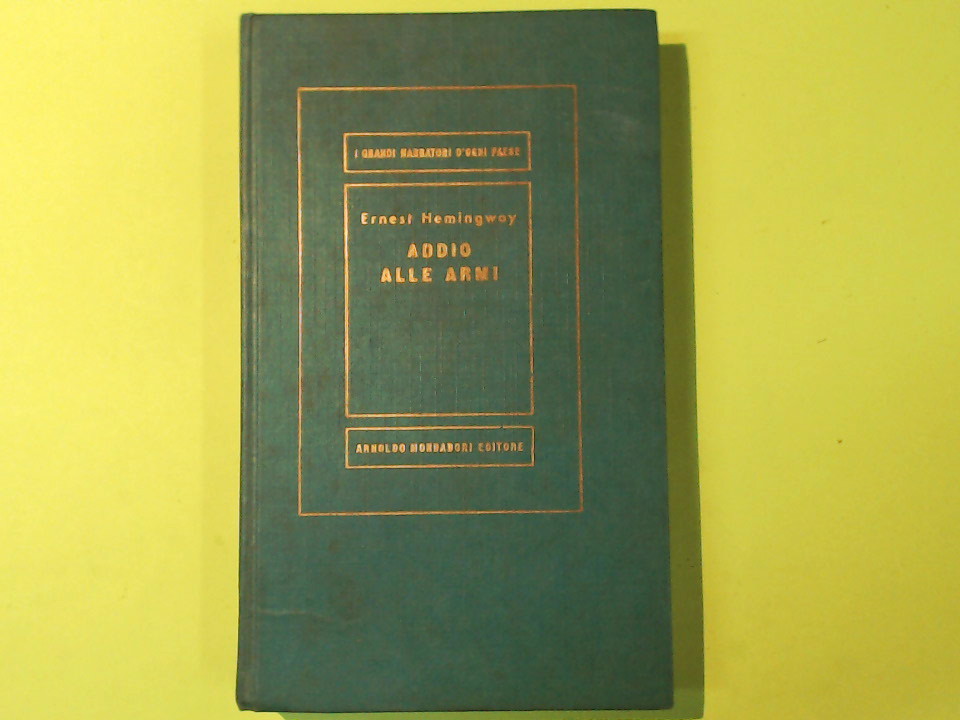 I GRANDI NARRATORI D'OGNI PAESE
Ernest Hemingway
ADDIO
ALLE ARMI
ARNOLDO MONDADORI EDITORE